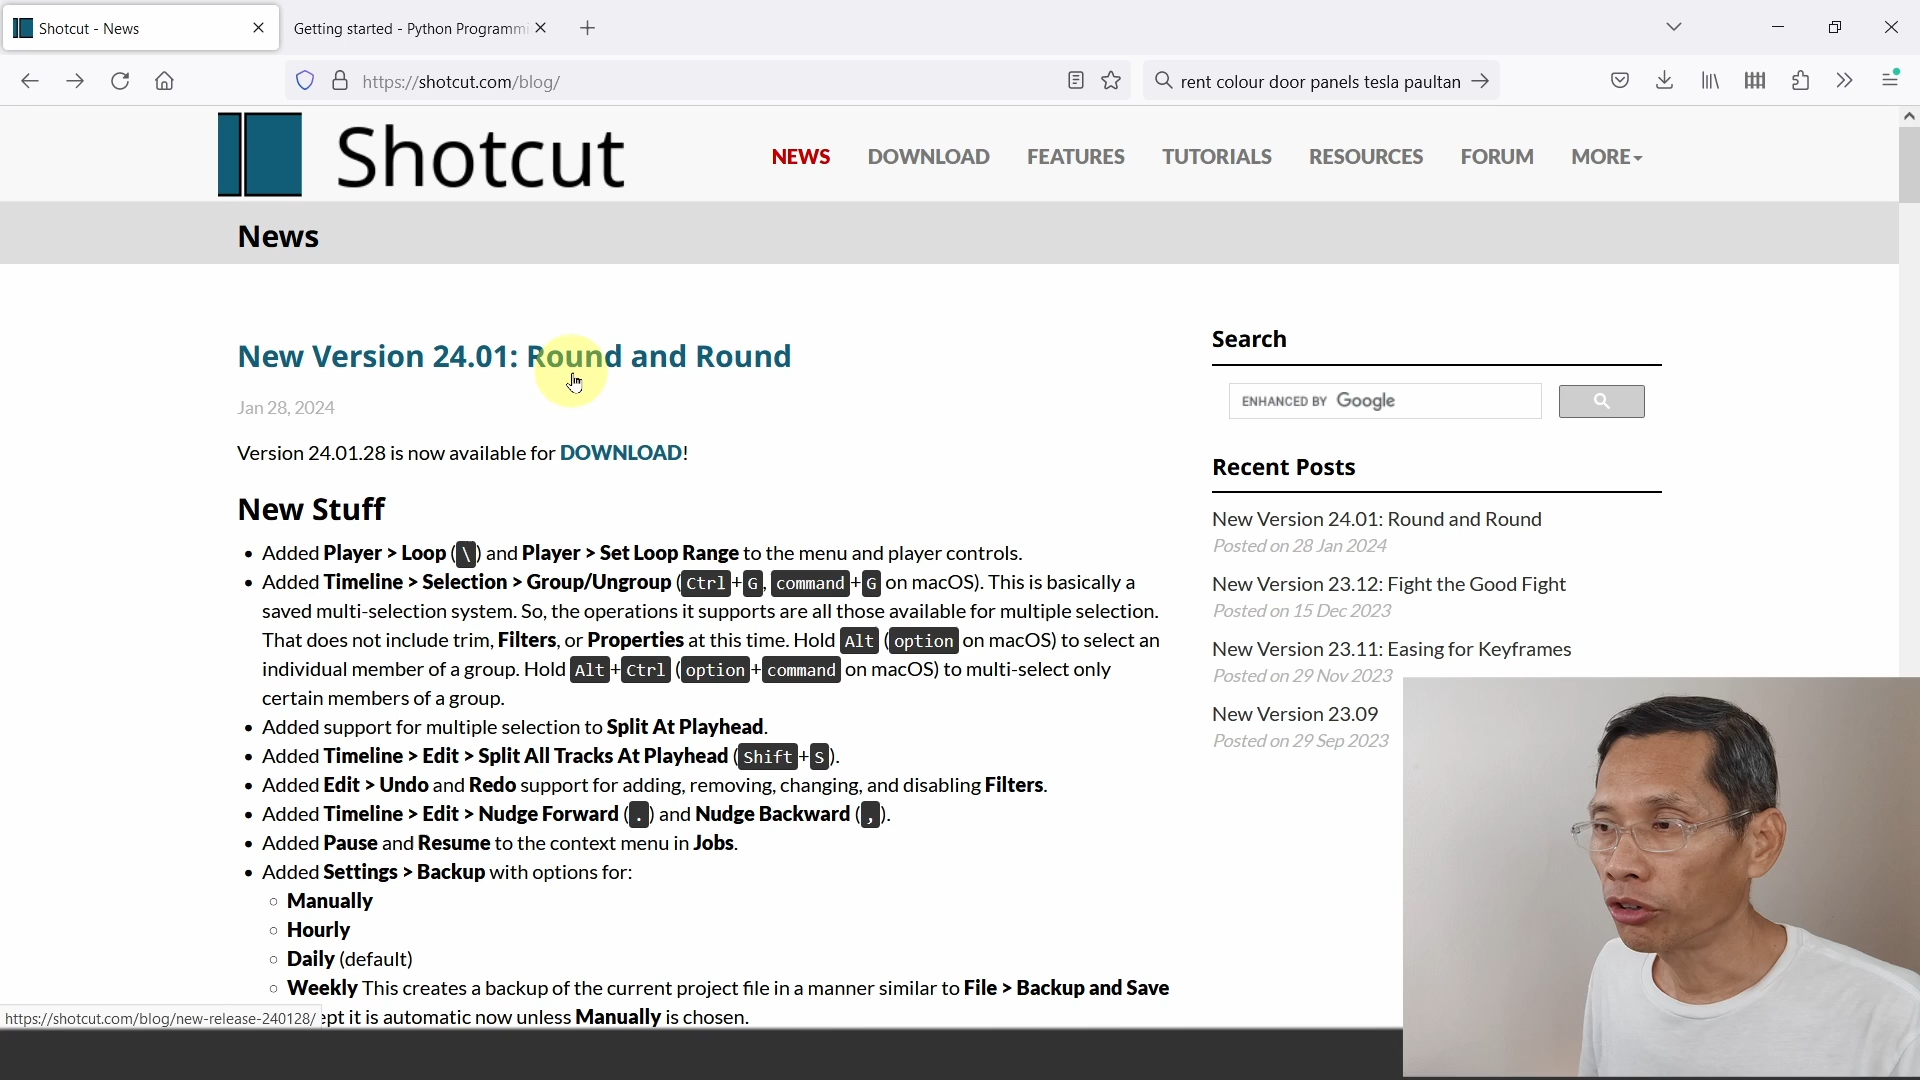 Shotcut - News
Getting started - Python Programmi
https://shotcut.com/blog/
rent colour door panels tesla paultan
Shotcut
NEWS DOWNLOAD FEATURES TUTORIALS RESOURCES FORUM MORE
News
New Version 24.01: Round and Round
Jan 28, 2024
Version 24.01.28 is now available for DOWNLOAD!
New Stuff
• Added Player > Loop (\) and Player > Set Loop Range to the menu and player controls.
• Added Timeline > Selection > Group/Ungroup (Ctrl+G, command+G on macOS). This is basically a
saved multi-selection system. So, the operations it supports are all those available for multiple selection.
That does not include trim, Filters, or Properties at this time. Hold Alt (option on macOS) to select an
individual member of a group. Hold Alt+Ctrl (option+command on macOS) to multi-select only
certain members of a group.
• Added support for multiple selection to Split At Playhead.
• Added Timeline > Edit > Split All Tracks At Playhead (Shift+S).
• Added Edit > Undo and Redo support for adding, removing, changing, and disabling Filters.
• Added Timeline > Edit > Nudge Forward (.) and Nudge Backward (,).
• Added Pause and Resume to the context menu in Jobs.
• Added Settings > Backup with options for:
○ Manually
○ Hourly
○ Daily (default)
○ Weekly This creates a backup of the current project file in a manner similar to File > Backup and Save
ept it is automatic now unless Manually is chosen.
https://shotcut.com/blog/new-release-240128/
Search
ENHANCED BY Google
Recent Posts
New Version 24.01: Round and Round
Posted on 28 Jan 2024
New Version 23.12: Fight the Good Fight
Posted on 15 Dec 2023
New Version 23.11: Easing for Keyframes
Posted on 29 Nov 2023
New Version 23.09
Posted on 29 Sep 2023